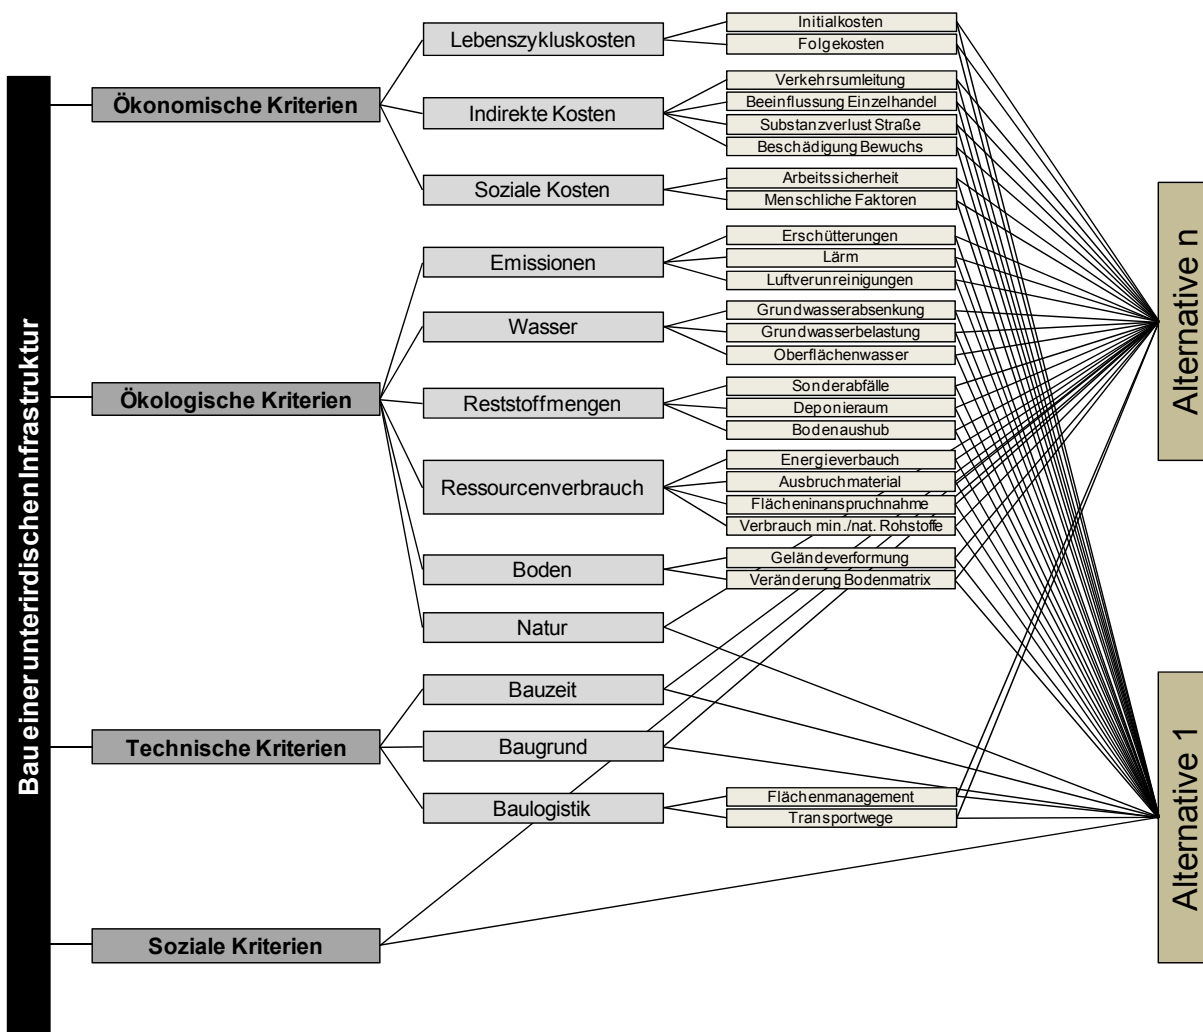 Bau einer unterirdischen Infrastruktur
Ökonomische Kriterien
Lebenszykluskosten
Initialkosten
Folgekosten
Indirekte Kosten
Verkehrsumleitung
Beeinflussung Einzelhandel
Substanzverlust Straße
Beschädigung Bewuchs
Soziale Kosten
Arbeitssicherheit
Menschliche Faktoren
Ökologische Kriterien
Emissionen
Erschütterungen
Lärm
Luftverunreinigungen
Wasser
Grundwasserabsenkung
Grundwasserbelastung
Oberflächenwasser
Reststoffmengen
Sonderabfälle
Deponieraum
Bodenaushub
Ressourcenverbrauch
Energieverbauch
Ausbruchmaterial
Flächeninanspruchnahme
Verbrauch min./nat. Rohstoffe
Boden
Geländeverformung
Veränderung Bodenmatrix
Natur
Technische Kriterien
Bauzeit
Baugrund
Baulogistik
Flächenmanagement
Transportwege
Soziale Kriterien
Alternative n
Alternative 1